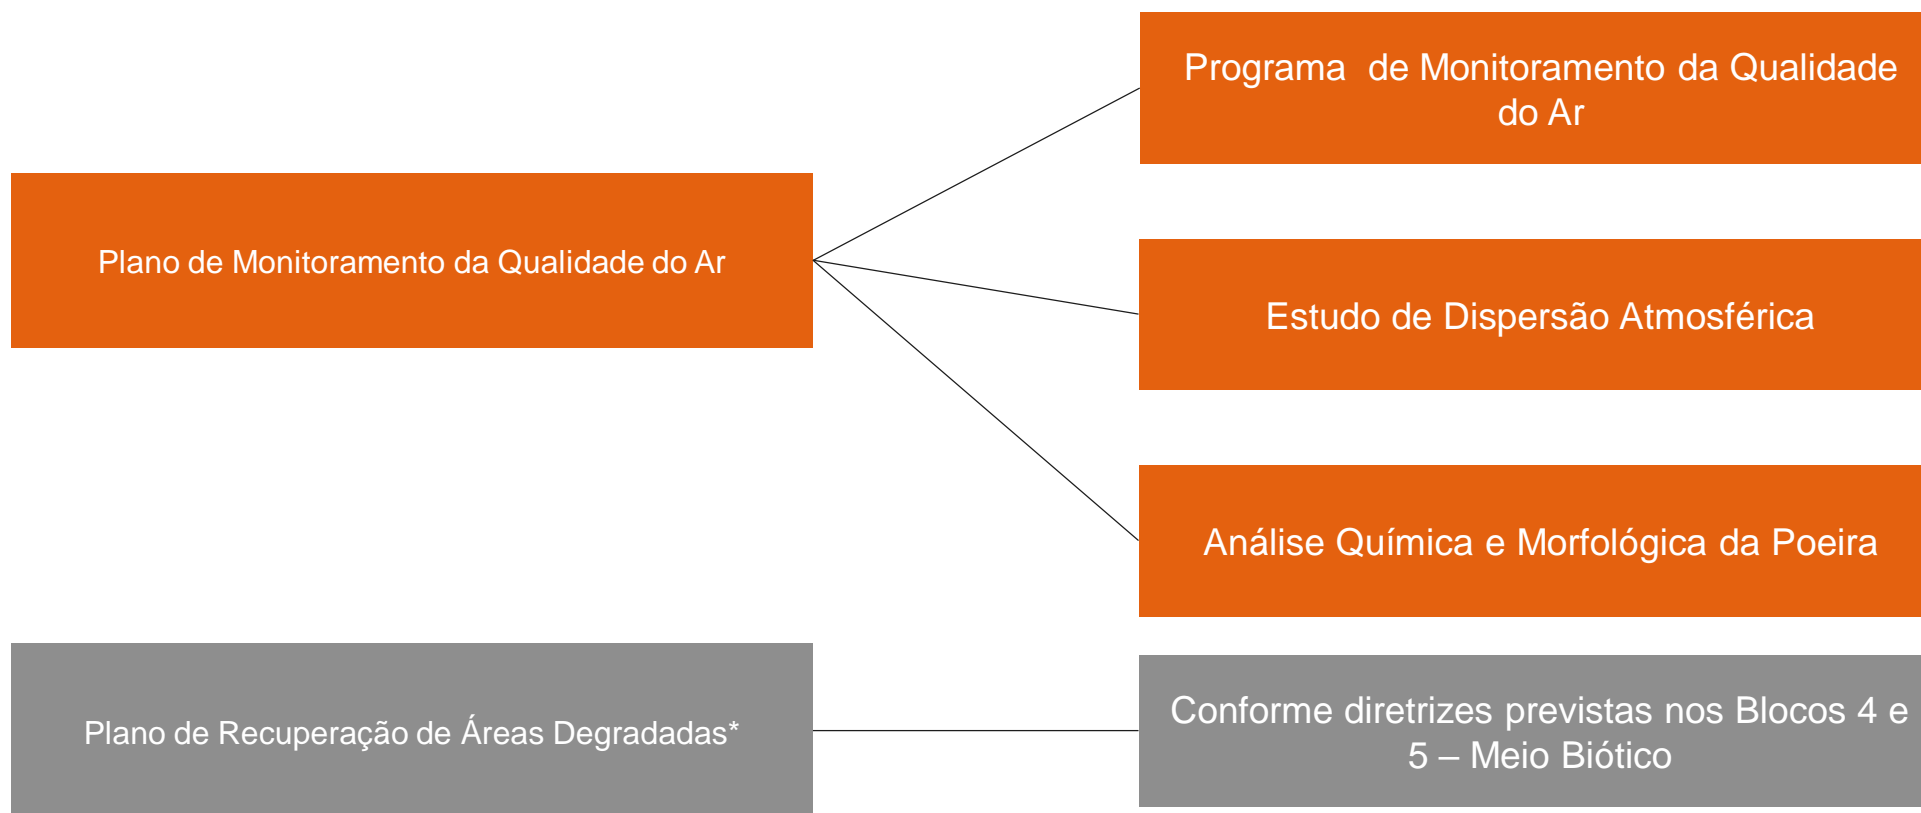 Programa de Monitoramento da Qualidade
do Ar
Plano de Monitoramento da Qualidade do Ar
Estudo de Dispersão Atmosférica
Análise Química e Morfológica da Poeira
Plano de Recuperação de Áreas Degradadas*
Conforme diretrizes previstas nos Blocos 4 e
5 – Meio Biótico